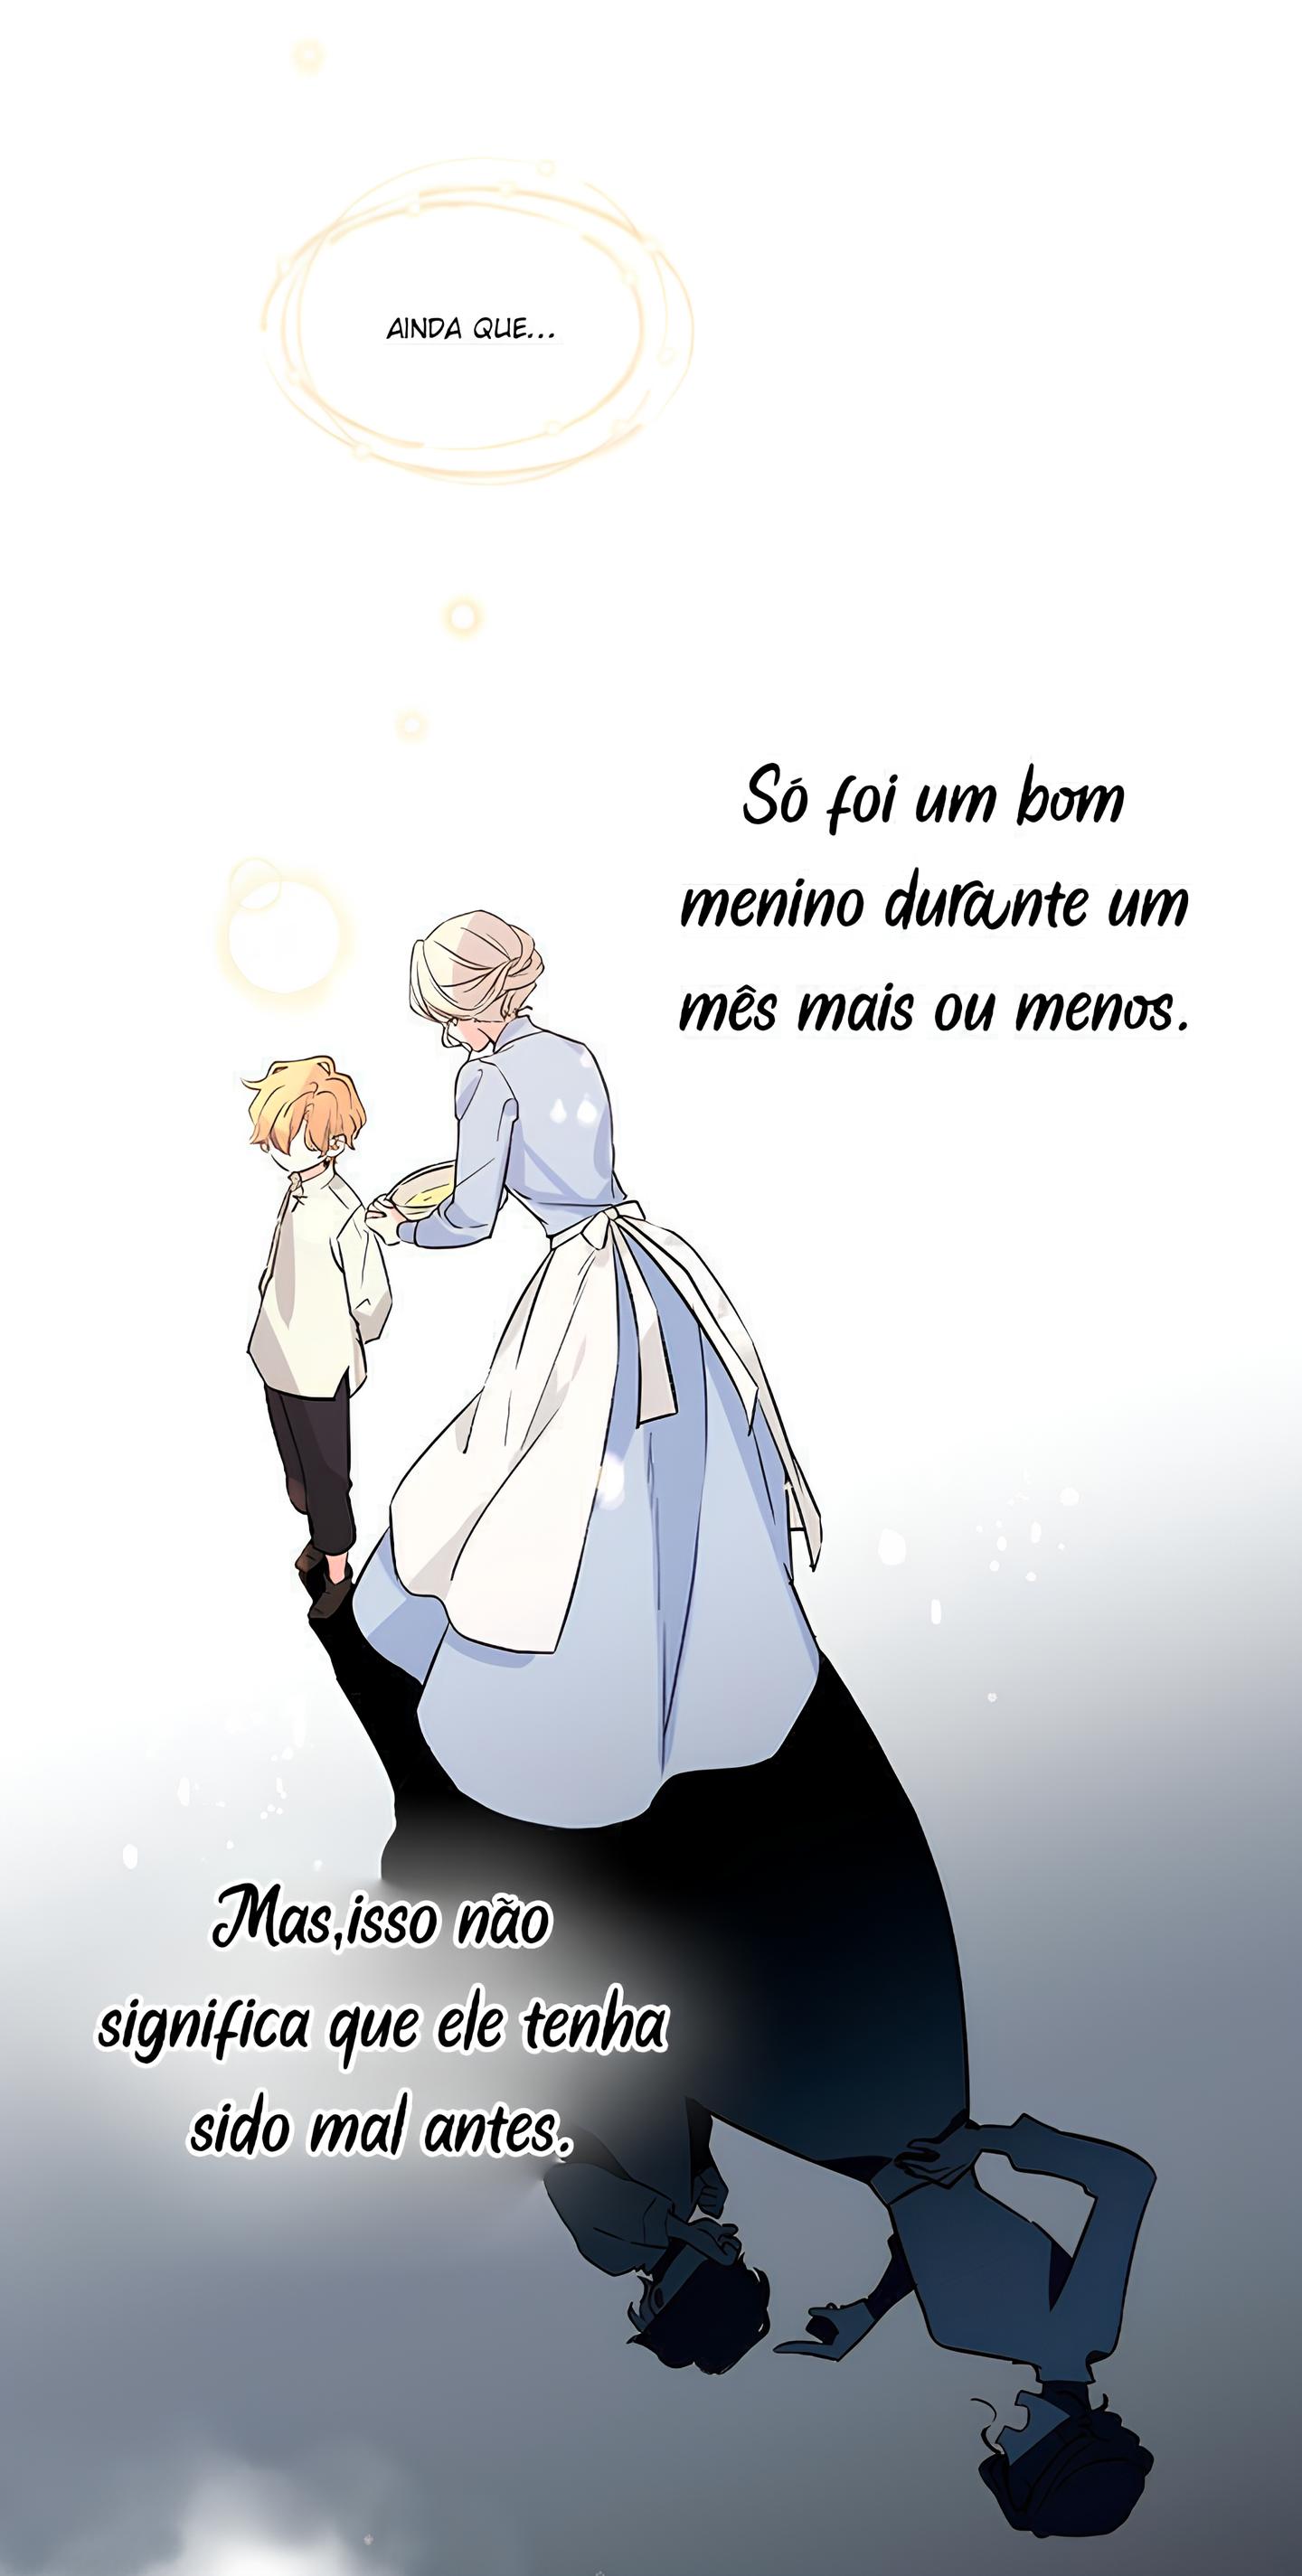 AINDA QUE...
Só foi um bom
menino durante um
mês mais ou menos.
Mas,isso não
significa que ele tenha
sido mal antes.